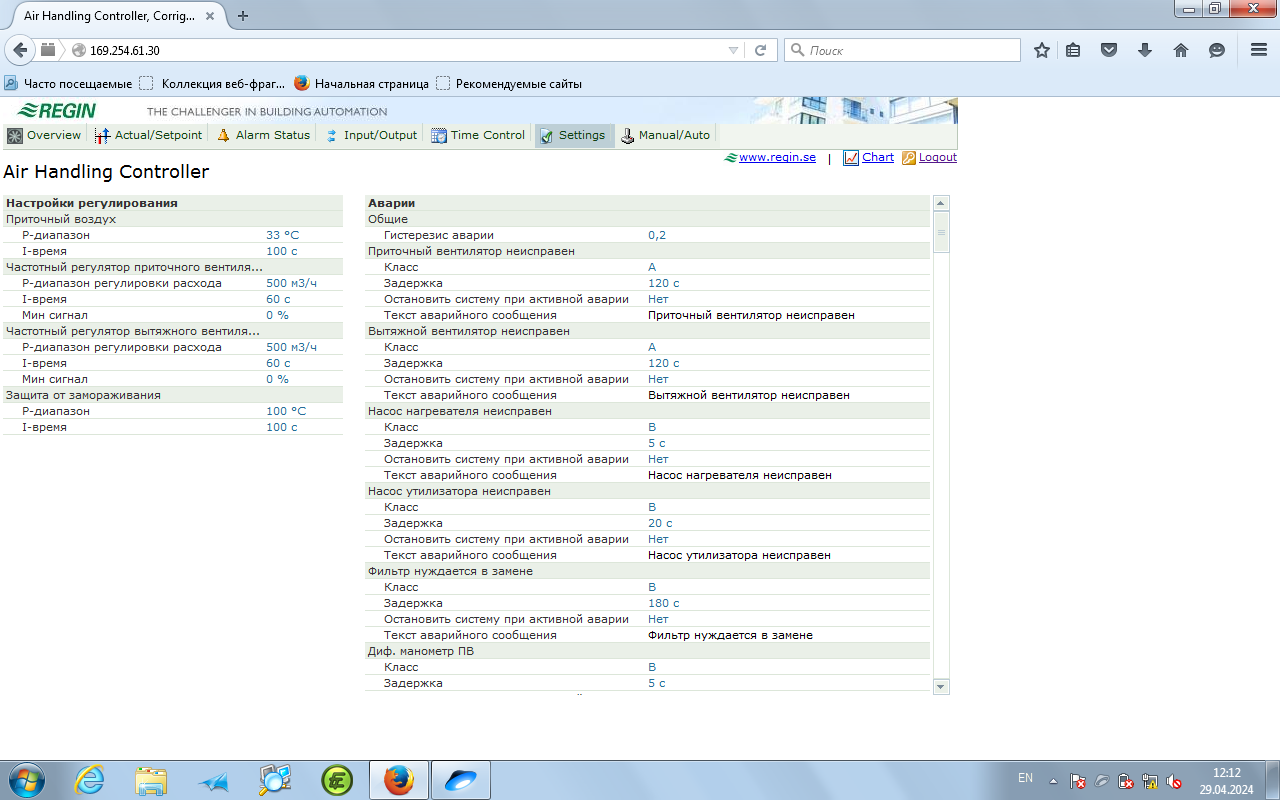 Air Handling Controller, Corrig...
169.254.61.30
Поиск
Часто посещаемые
Коллекция веб-фраг...
Начальная страница
Рекомендуемые сайты
REGIN
THE CHALLENGER IN BUILDING AUTOMATION
Overview
Actual/Setpoint
Alarm Status
Input/Output
Time Control
Settings
Manual/Auto
www.regin.se | Chart Logout
Air Handling Controller
Настройки регулирования
Приточный воздух
P-диапазон 33 °C
I-время 100 с
Частотный регулятор приточного вентиля...
P-диапазон регулировки расхода 500 м3/ч
I-время 60 с
Мин сигнал 0 %
Частотный регулятор вытяжного вентиля...
P-диапазон регулировки расхода 500 м3/ч
I-время 60 с
Мин сигнал 0 %
Защита от замораживания
P-диапазон 100 °C
I-время 100 с
Аварии
Общие
Гистерезис аварии 0,2
Приточный вентилятор неисправен
Класс A
Задержка 120 с
Остановить систему при активной аварии Нет
Текст аварийного сообщения Приточный вентилятор неисправен
Вытяжной вентилятор неисправен
Класс A
Задержка 120 с
Остановить систему при активной аварии Нет
Текст аварийного сообщения Вытяжной вентилятор неисправен
Насос нагревателя неисправен
Класс B
Задержка 5 с
Остановить систему при активной аварии Нет
Текст аварийного сообщения Насос нагревателя неисправен
Насос утилизатора неисправен
Класс B
Задержка 20 с
Остановить систему при активной аварии Нет
Текст аварийного сообщения Насос утилизатора неисправен
Фильтр нуждается в замене
Класс B
Задержка 180 с
Остановить систему при активной аварии Нет
Текст аварийного сообщения Фильтр нуждается в замене
Диф. манометр ПВ
Класс B
Задержка 5 с
EN
12:12
29.04.2024